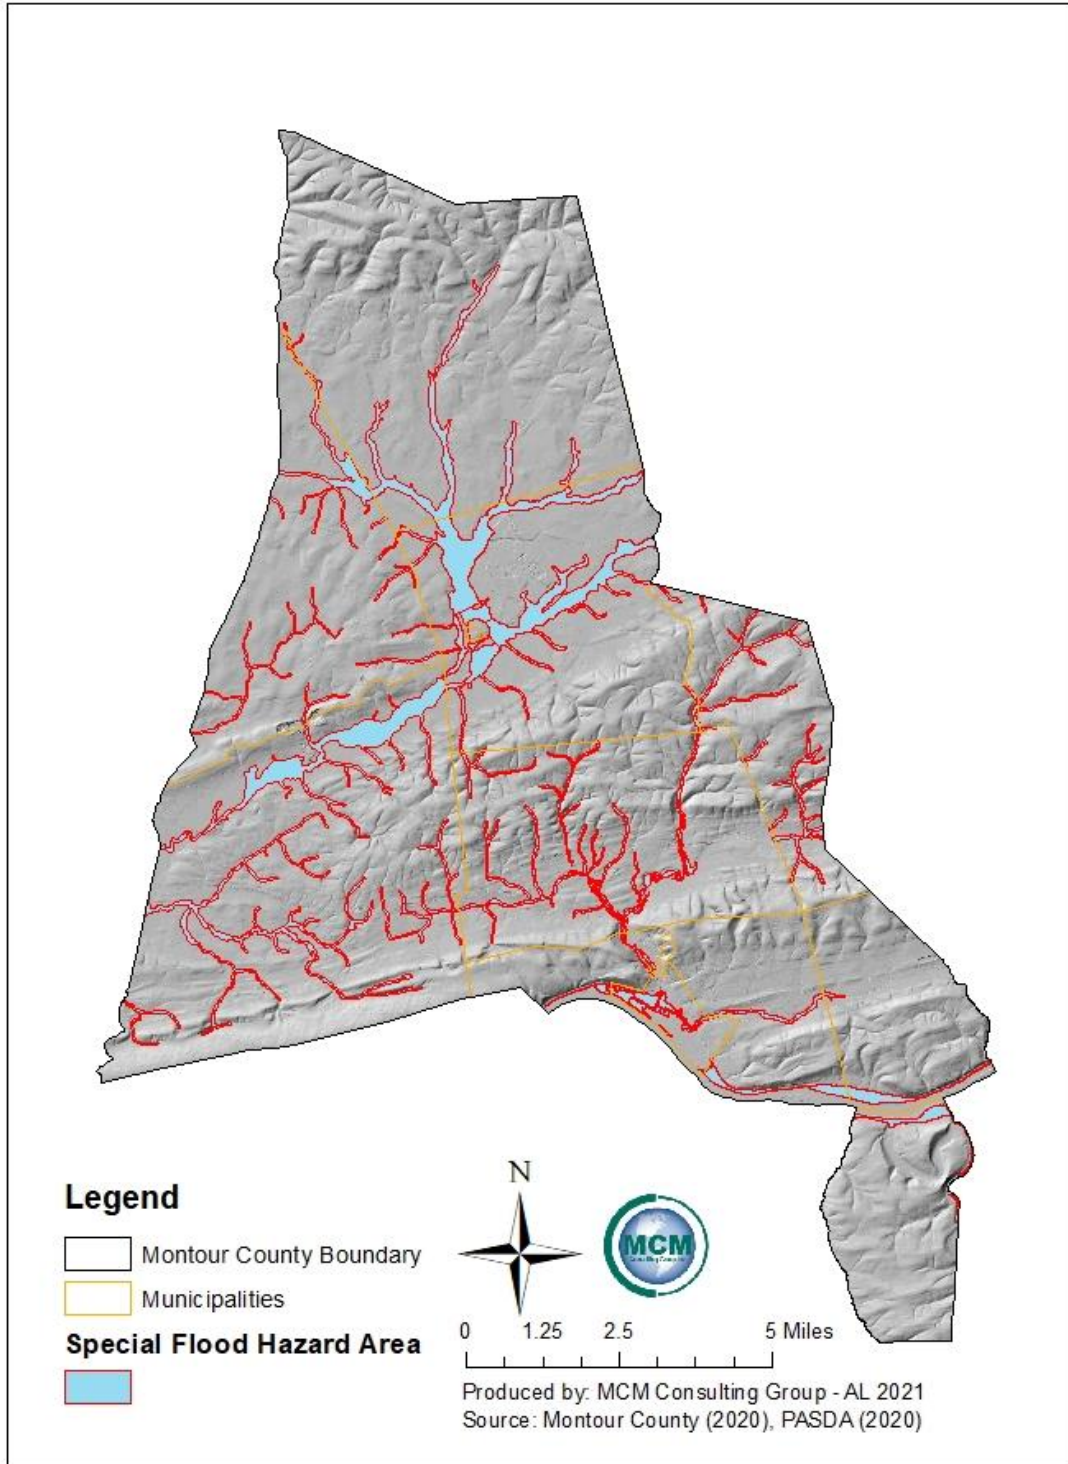 Legend
Montour County Boundary
Municipalities
Special Flood Hazard Area
N
MCM
0 1.25 2.5 5 Miles
Produced by: MCM Consulting Group - AL 2021
Source: Montour County (2020), PASDA (2020)